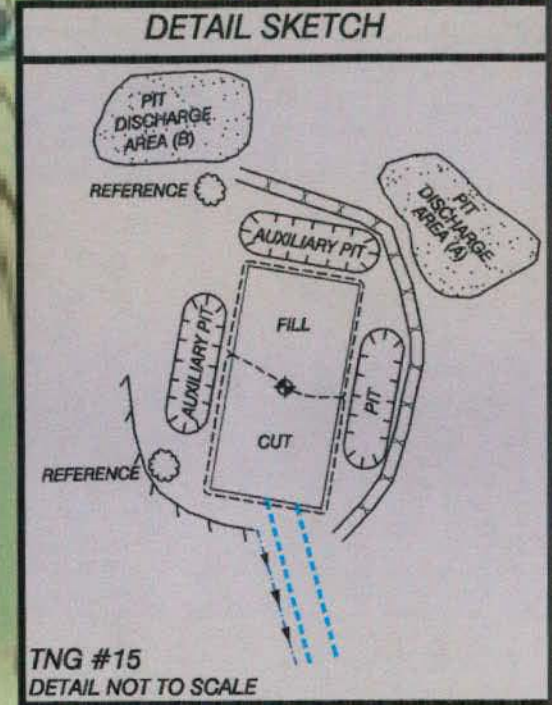 DETAIL SKETCH
PIT
DISCHARGE
AREA (B)
REFERENCE
PIT
DISCHARGE
AREA (A)
AUXILIARY PIT
FILL
AUXILIARY PIT
PIT
CUT
REFERENCE
TNG #15
DETAIL NOT TO SCALE